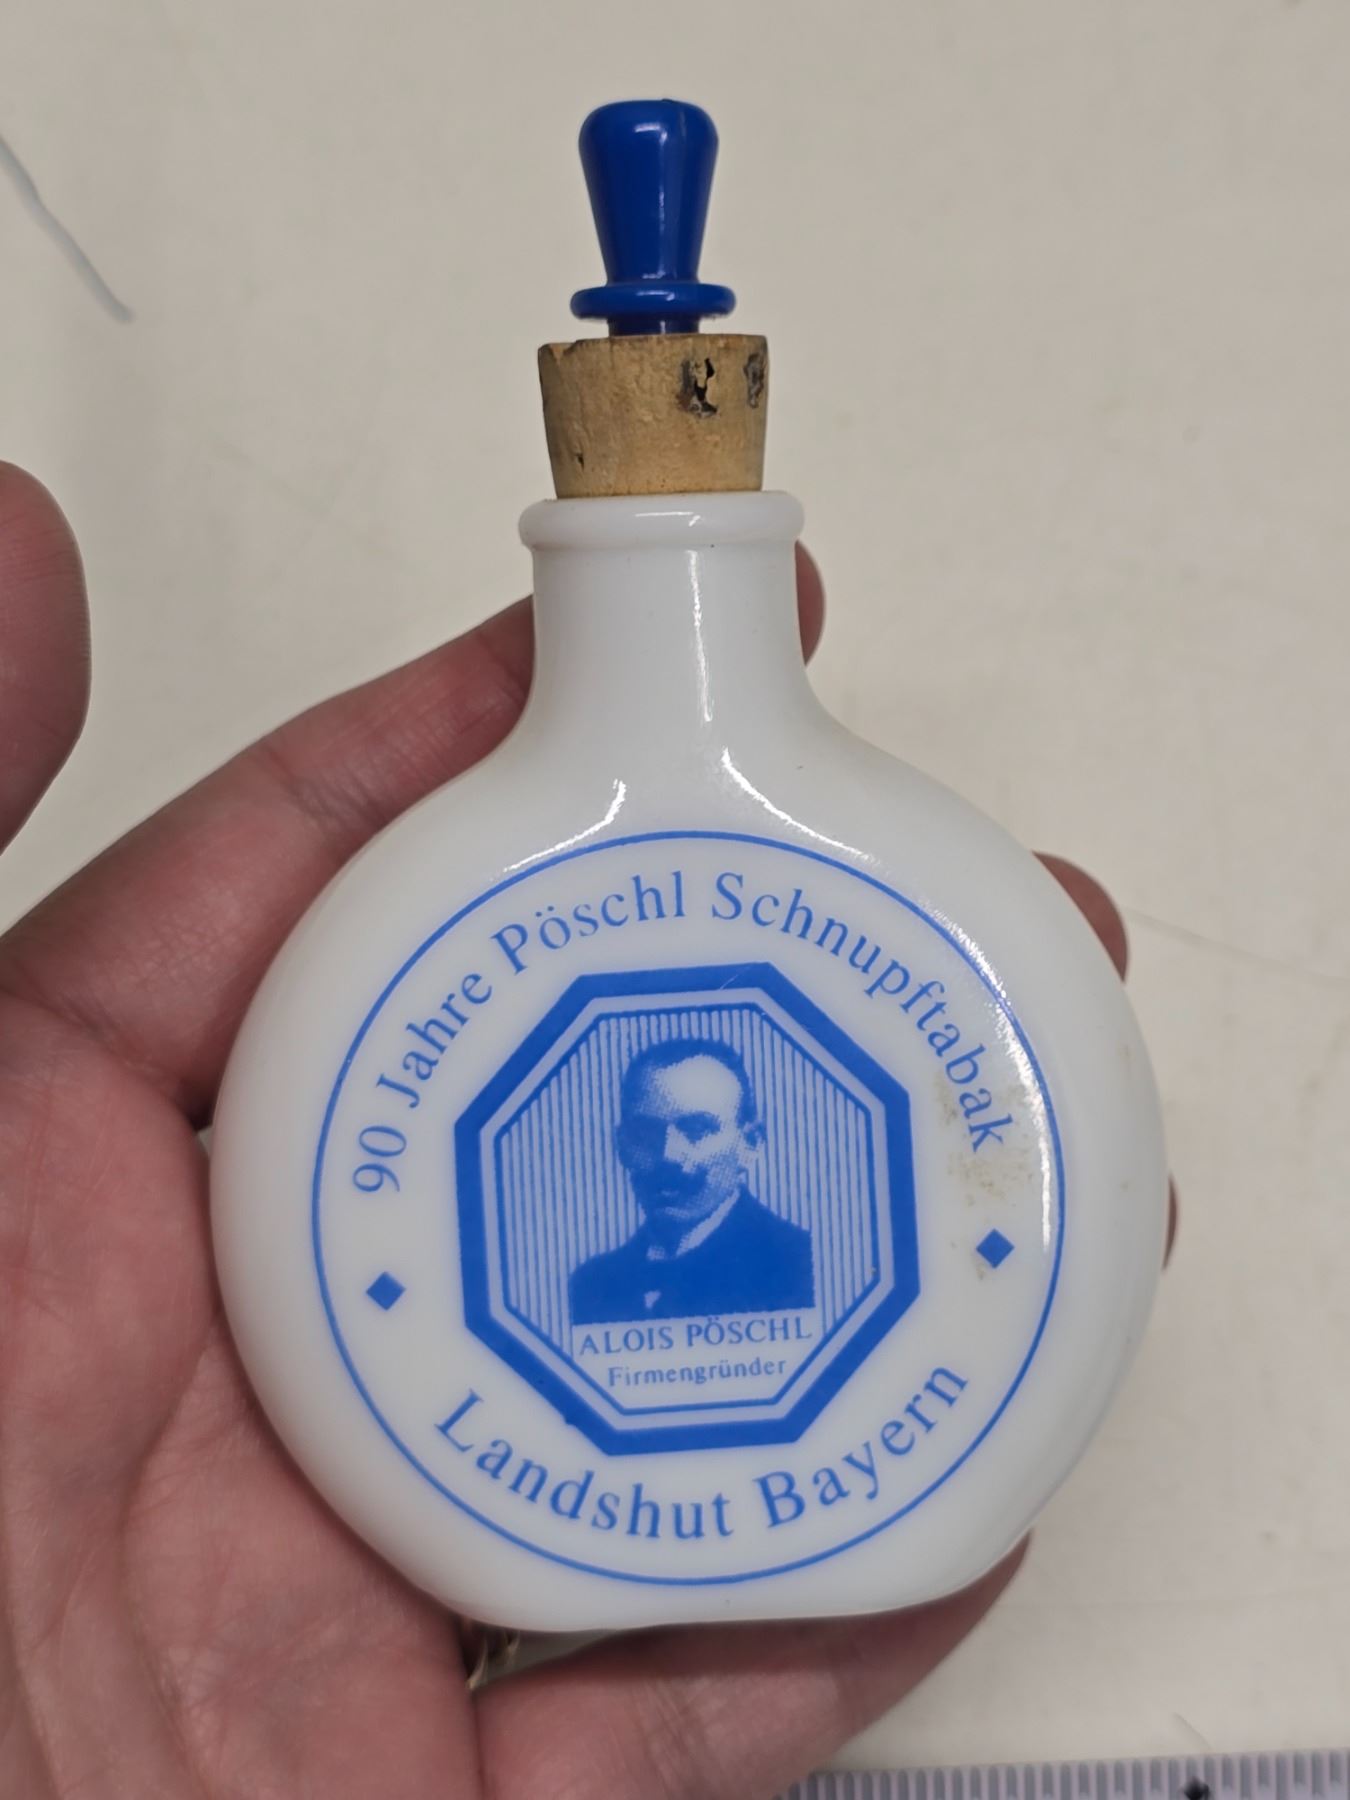 90 Jahre Pöschl Schnupftabak
ALOIS PÖSCHL
Firmengründer
Landshut Bayern